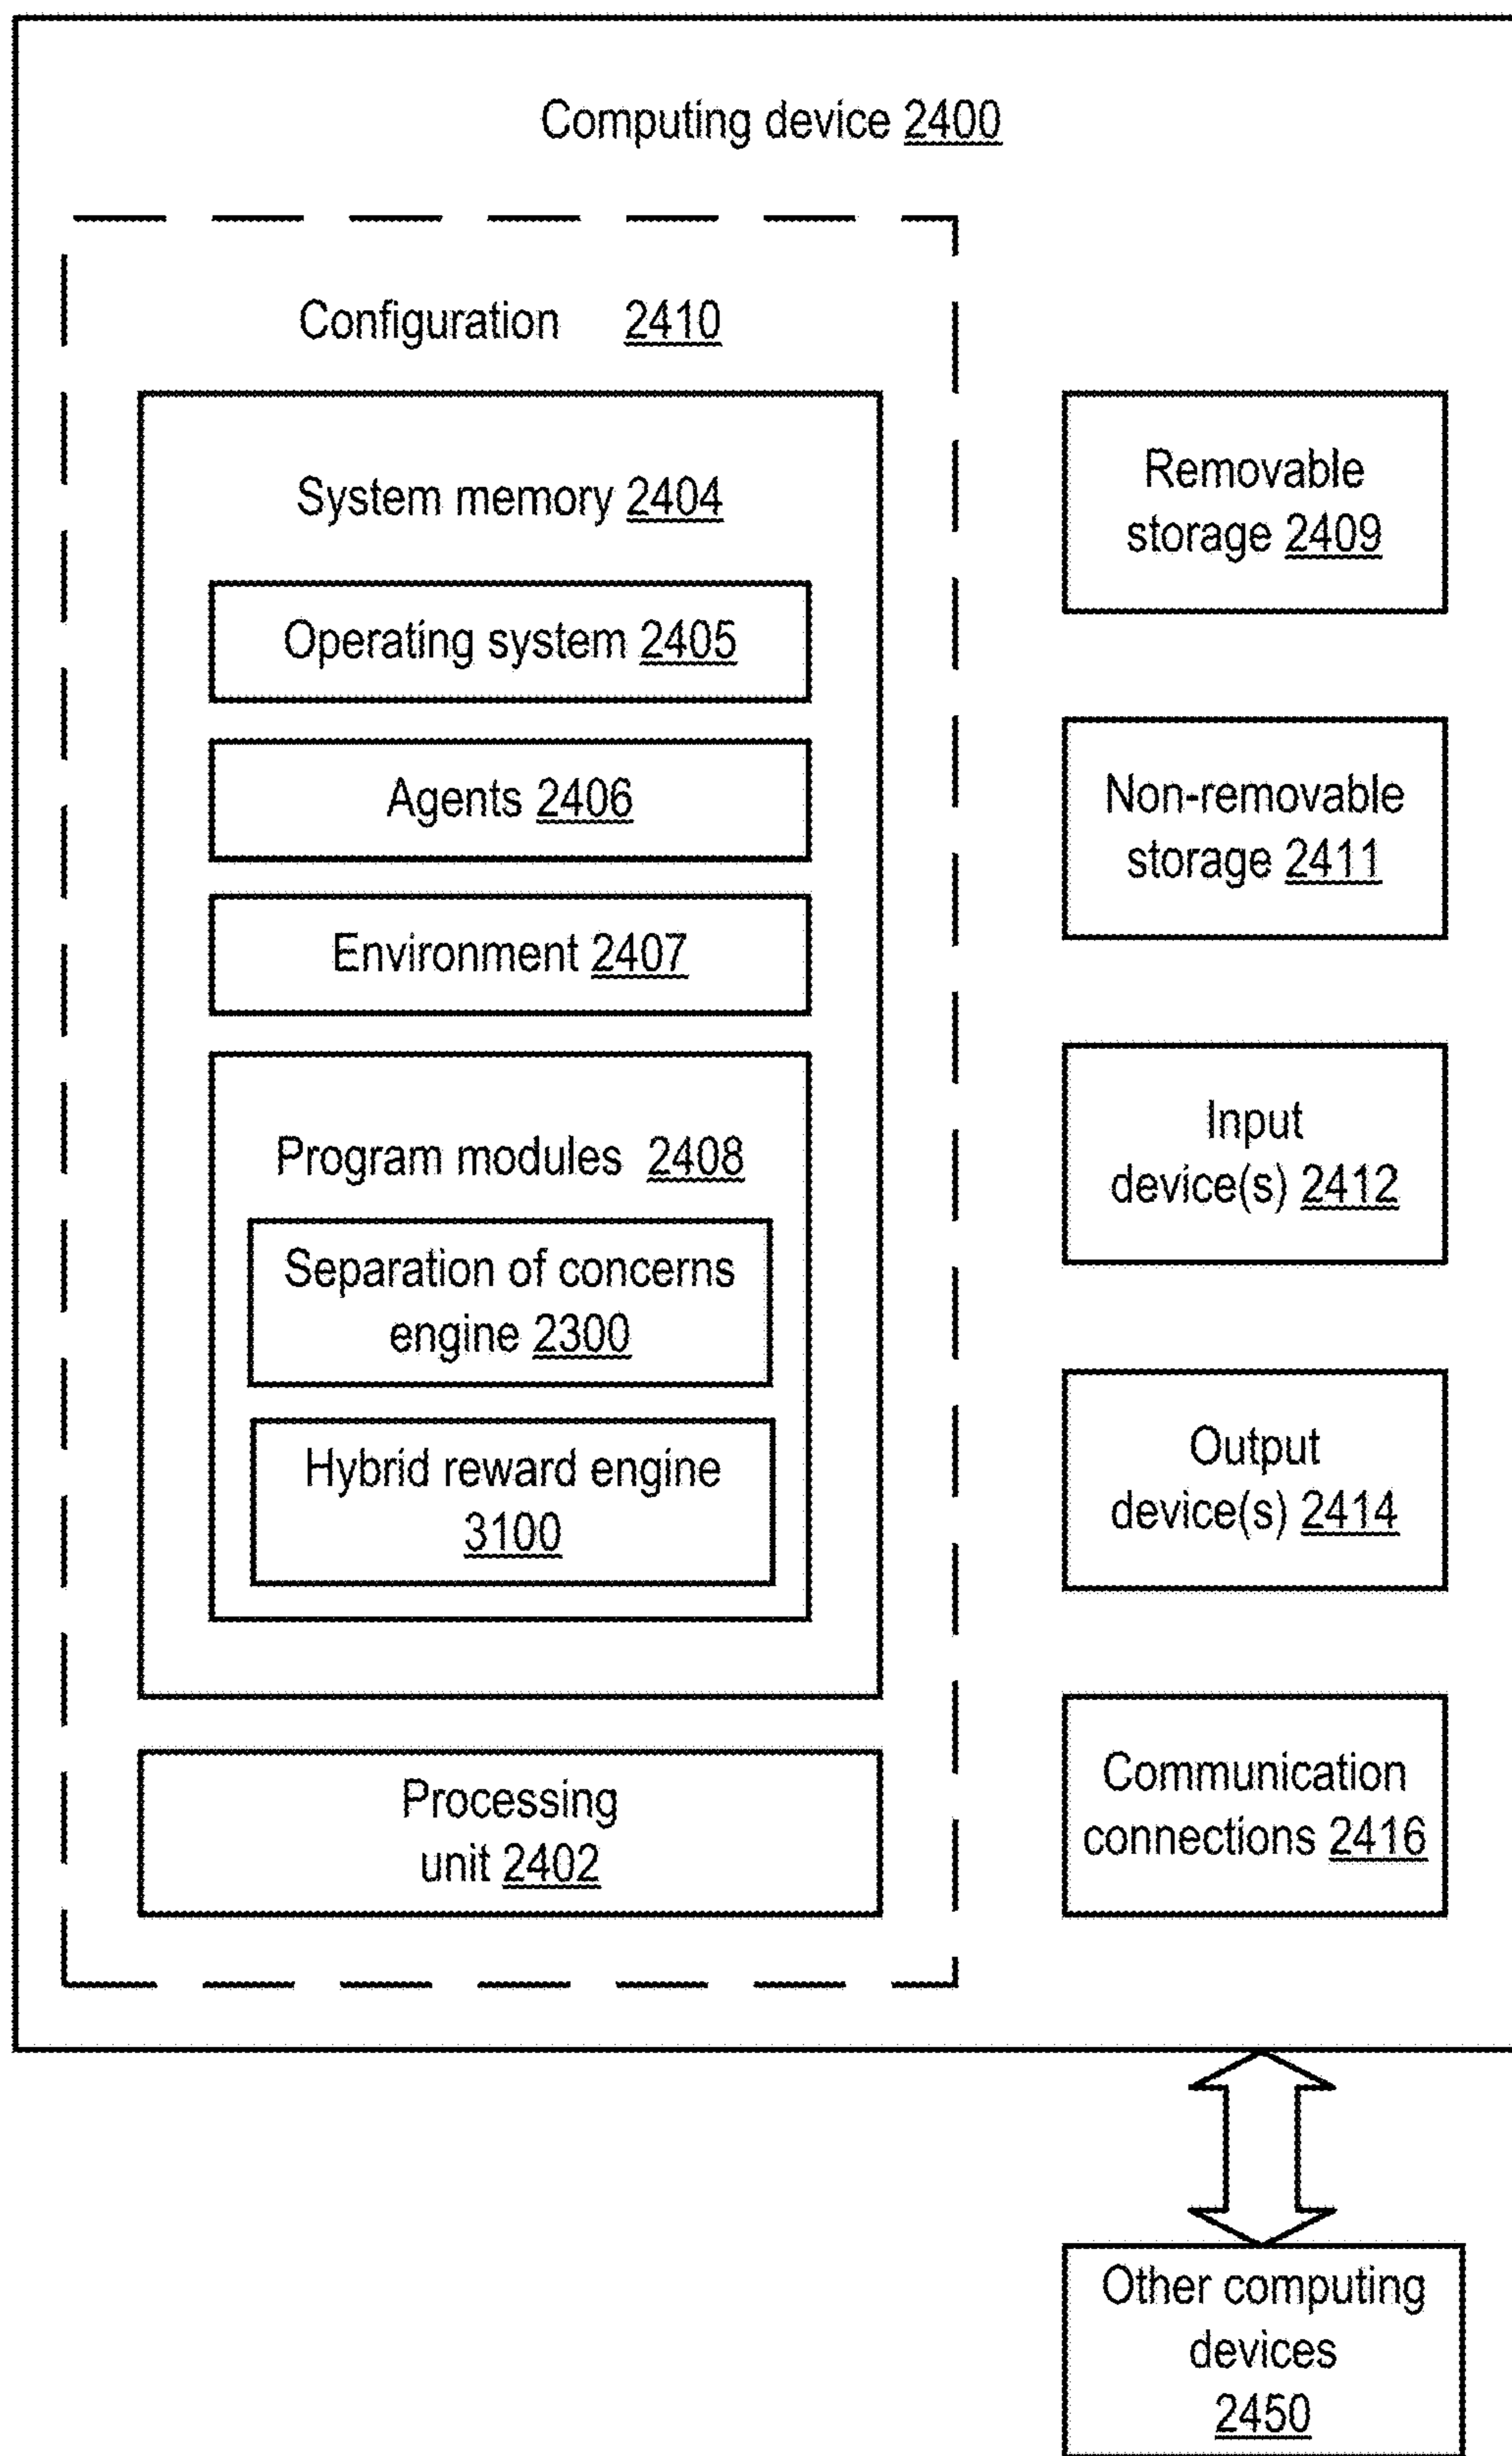 Computing device 2400
Configuration 2410
System memory 2404
Operating system 2405
Agents 2406
Environment 2407
Program modules 2408
Separation of concerns
engine 2300
Hybrid reward engine
3100
Processing
unit 2402
Removable
storage 2409
Non-removable
storage 2411
Input
device(s) 2412
Output
device(s) 2414
Communication
connections 2416
Other computing
devices
2450